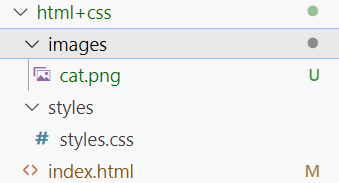 html+css
images
cat.png U
styles
# styles.css
<> index.html M